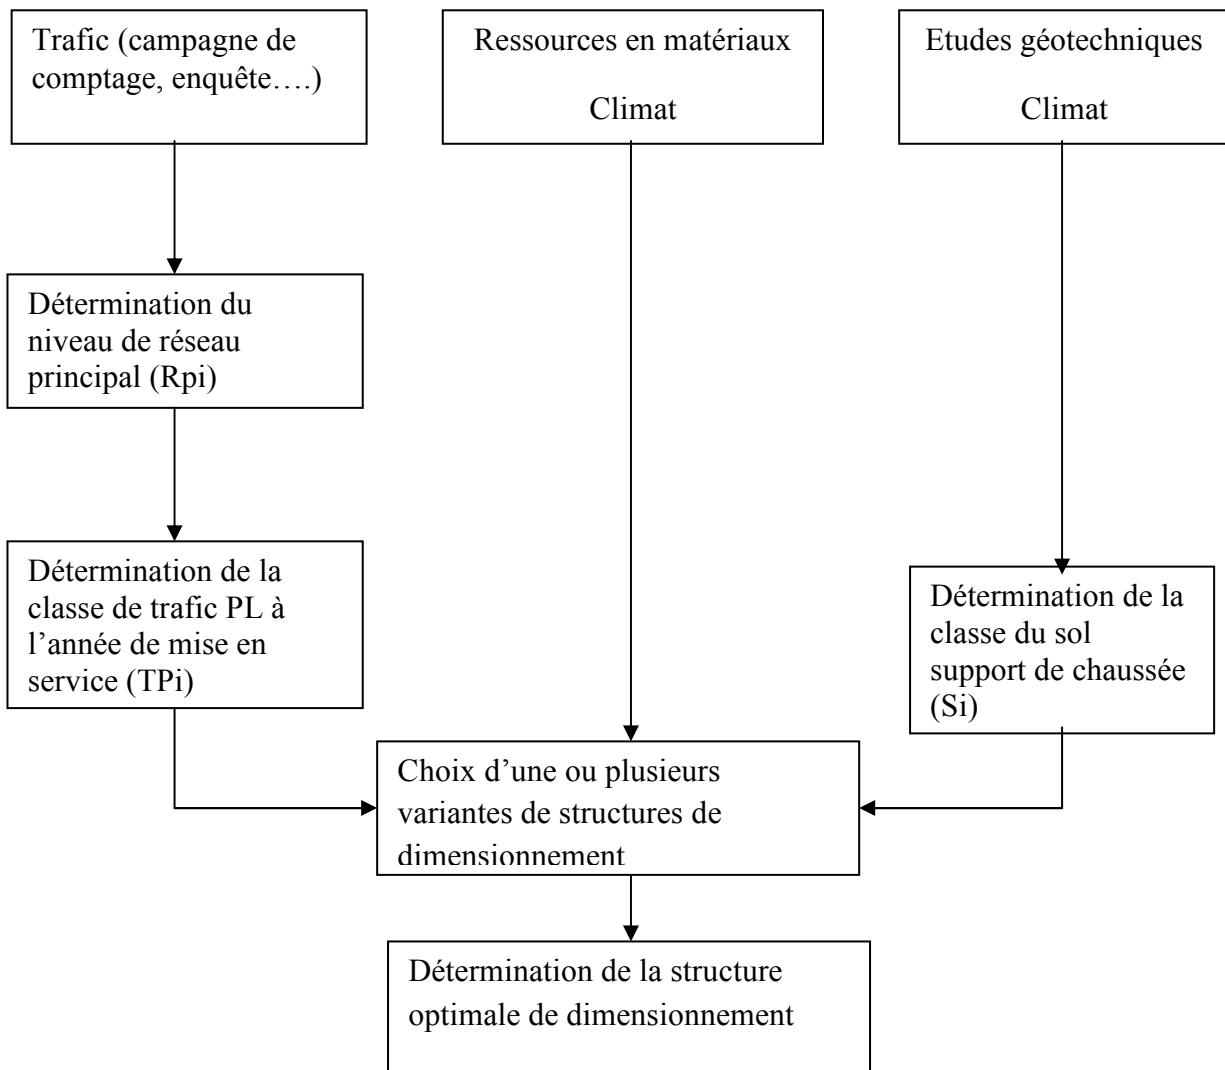 Trafic (campagne de
comptage, enquête….)
Ressources en matériaux
Climat
Etudes géotechniques
Climat
Détermination du
niveau de réseau
principal (Rpi)
Détermination de la
classe de trafic PL à
l’année de mise en
service (TPi)
Détermination de la
classe du sol
support de chaussée
(Si)
Choix d’une ou plusieurs
variantes de structures de
dimensionnement
Détermination de la structure
optimale de dimensionnement